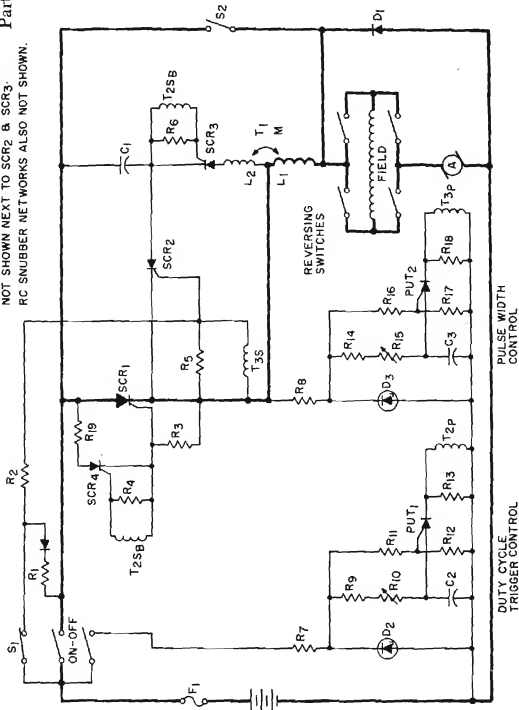 Part
NOT SHOWN NEXT TO SCR2 & SCR3.
RC SNUBBER NETWORKS ALSO NOT SHOWN.
S1
R2
R1
ON-OFF
R19
SCR4
SCR1
C1
R4
T2SB
R3
SCR2
T2SB
R6
R5
SCR3
F1
S2
T3S
L2
T1
M
L1
R7
R8
REVERSING
SWITCHES
D1
FIELD
A
R9
R11
R10
D2
PUT1
C2
R12
R13
T2P
R14
R16
R15
D3
PUT2
C3
R17
R18
T3P
DUTY CYCLE
TRIGGER CONTROL
PULSE WIDTH
CONTROL